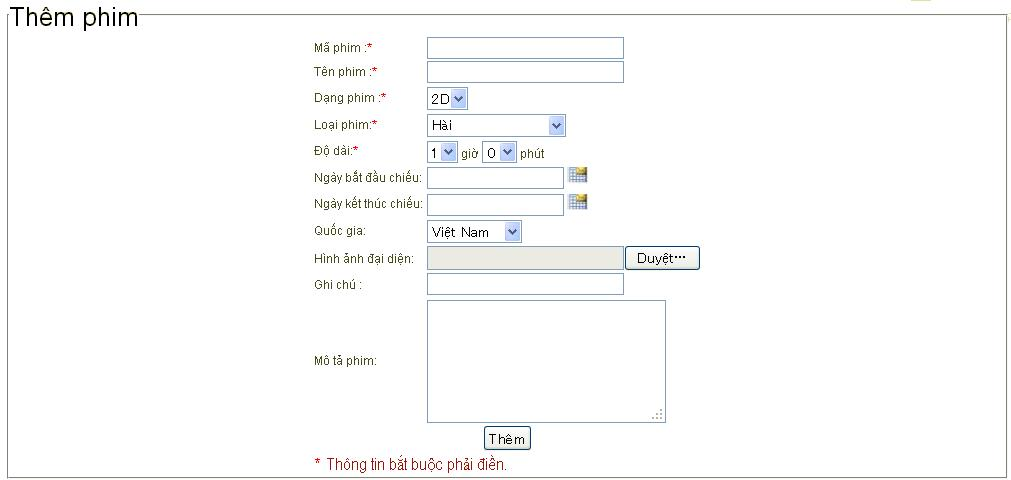 Thêm phim
Mã phim :*
Tên phim :*
Dạng phim :* 2D
Loại phim:* Hài
Độ dài:* 1 giờ 0 phút
Ngày bắt đầu chiếu:
Ngày kết thúc chiếu:
Quốc gia: Việt Nam
Hình ảnh đại diện: Duyệt...
Ghi chú :
Mô tả phim:
Thêm
* Thông tin bắt buộc phải điền.